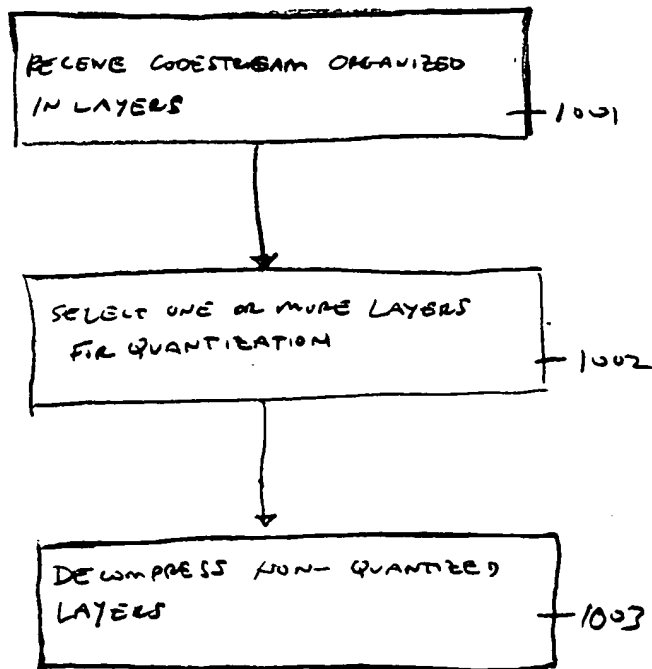 RECEIVE CODESTREAM ORGANIZED
IN LAYERS
1001
SELECT ONE OR MORE LAYERS
FOR QUANTIZATION
1002
DECOMPRESS NON-QUANTIZED
LAYERS
1003